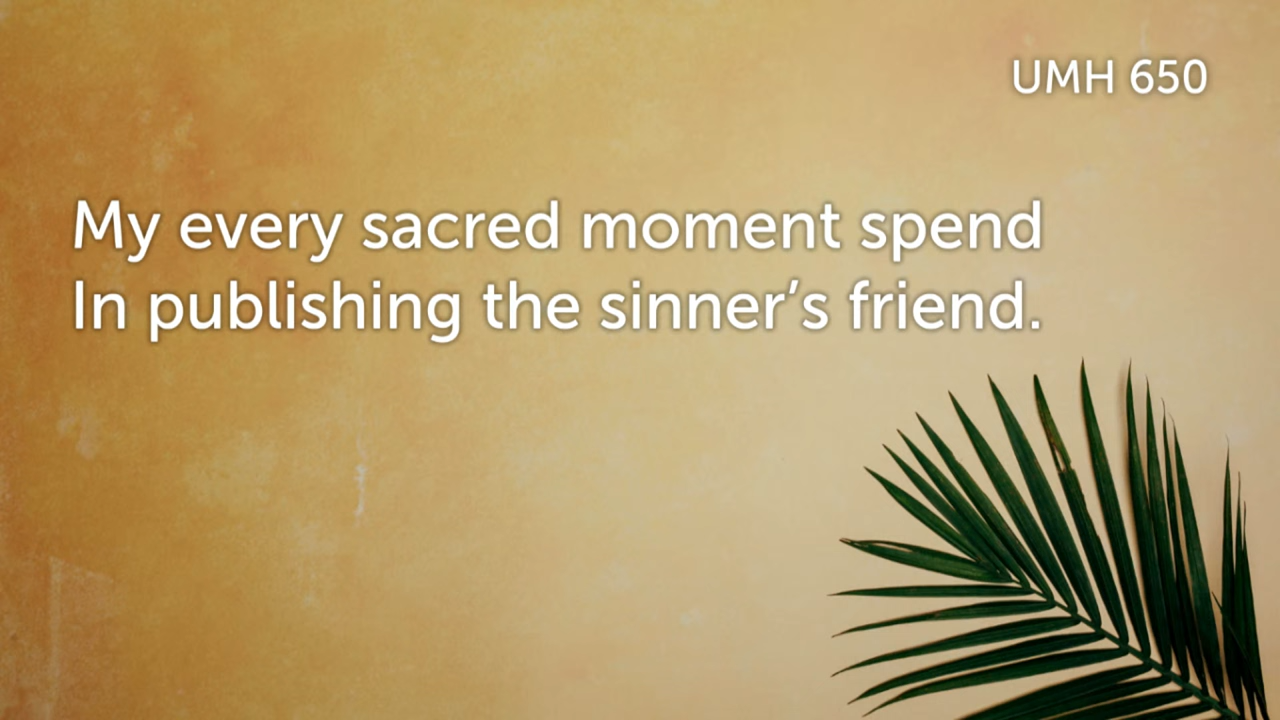 UMH 650
My every sacred moment spend
In publishing the sinner’s friend.